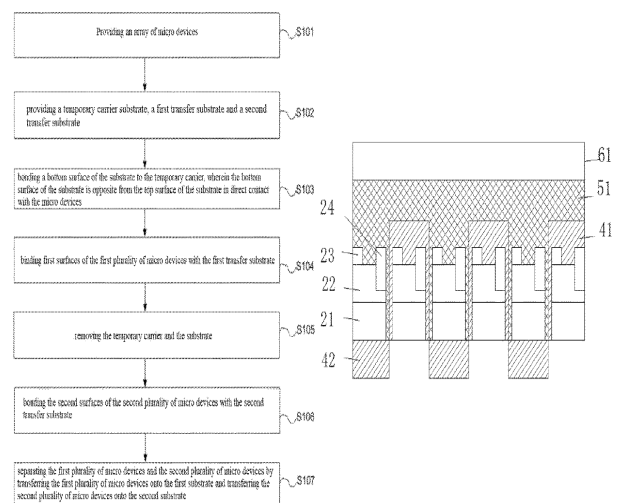 Providing an array of micro devices
S101
providing a temporary carrier substrate, a first transfer substrate and a second
transfer substrate
S102
bonding a bottom surface of the substrate to the temporary carrier, wherein the bottom
surface of the substrate is opposite from the top surface of the substrate in direct contact
with the micro devices
S103
binding first surfaces of the first plurality of micro devices with the first transfer substrate
S104
removing the temporary carrier and the substrate
S105
bonding the second surfaces of the second plurality of micro devices with the second
transfer substrate
S106
separating the first plurality of micro devices and the second plurality of micro devices by
transferring the first plurality of micro devices onto the first substrate and transferring the
second plurality of micro devices onto the second substrate
S107
61
51
24
41
23
22
21
42